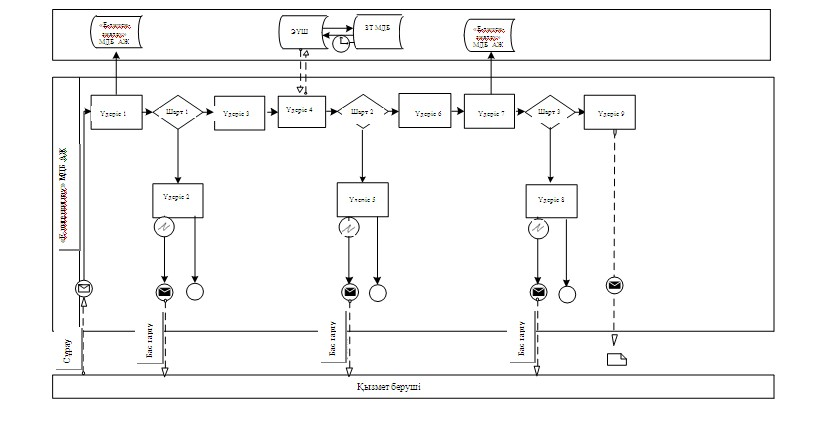 МДБ АЖ
ЭҮШ
ЗТ МДБ
МДБ АЖ
Үдеріс 1
Шарт 1
Үдеріс 3
Үдеріс 4
Шарт 2
Үдеріс 6
Үдеріс 7
Шарт 3
Үдеріс 9
МДБ АЖ
Үдеріс 2
Үдеріс 5
Үдеріс 8
Сұрау
Бас тарту
Бас тарту
Бас тарту
Қызмет беруші